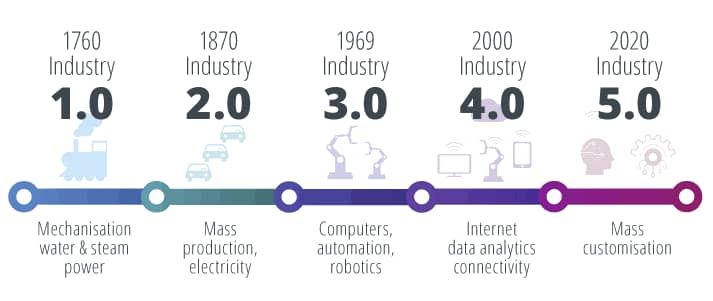 1760
Industry
1.0
Mechanisation
water & steam
power
1870
Industry
2.0
Mass
production,
electricity
1969
Industry
3.0
Computers,
automation,
robotics
2000
Industry
4.0
Internet
data analytics
connectivity
2020
Industry
5.0
Mass
customisation